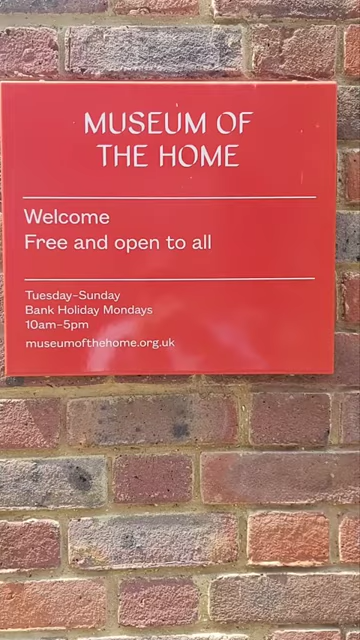 MUSEUM OF
THE HOME
Welcome
Free and open to all
Tuesday–Sunday
Bank Holiday Mondays
10am–5pm
museumofthehome.org.uk